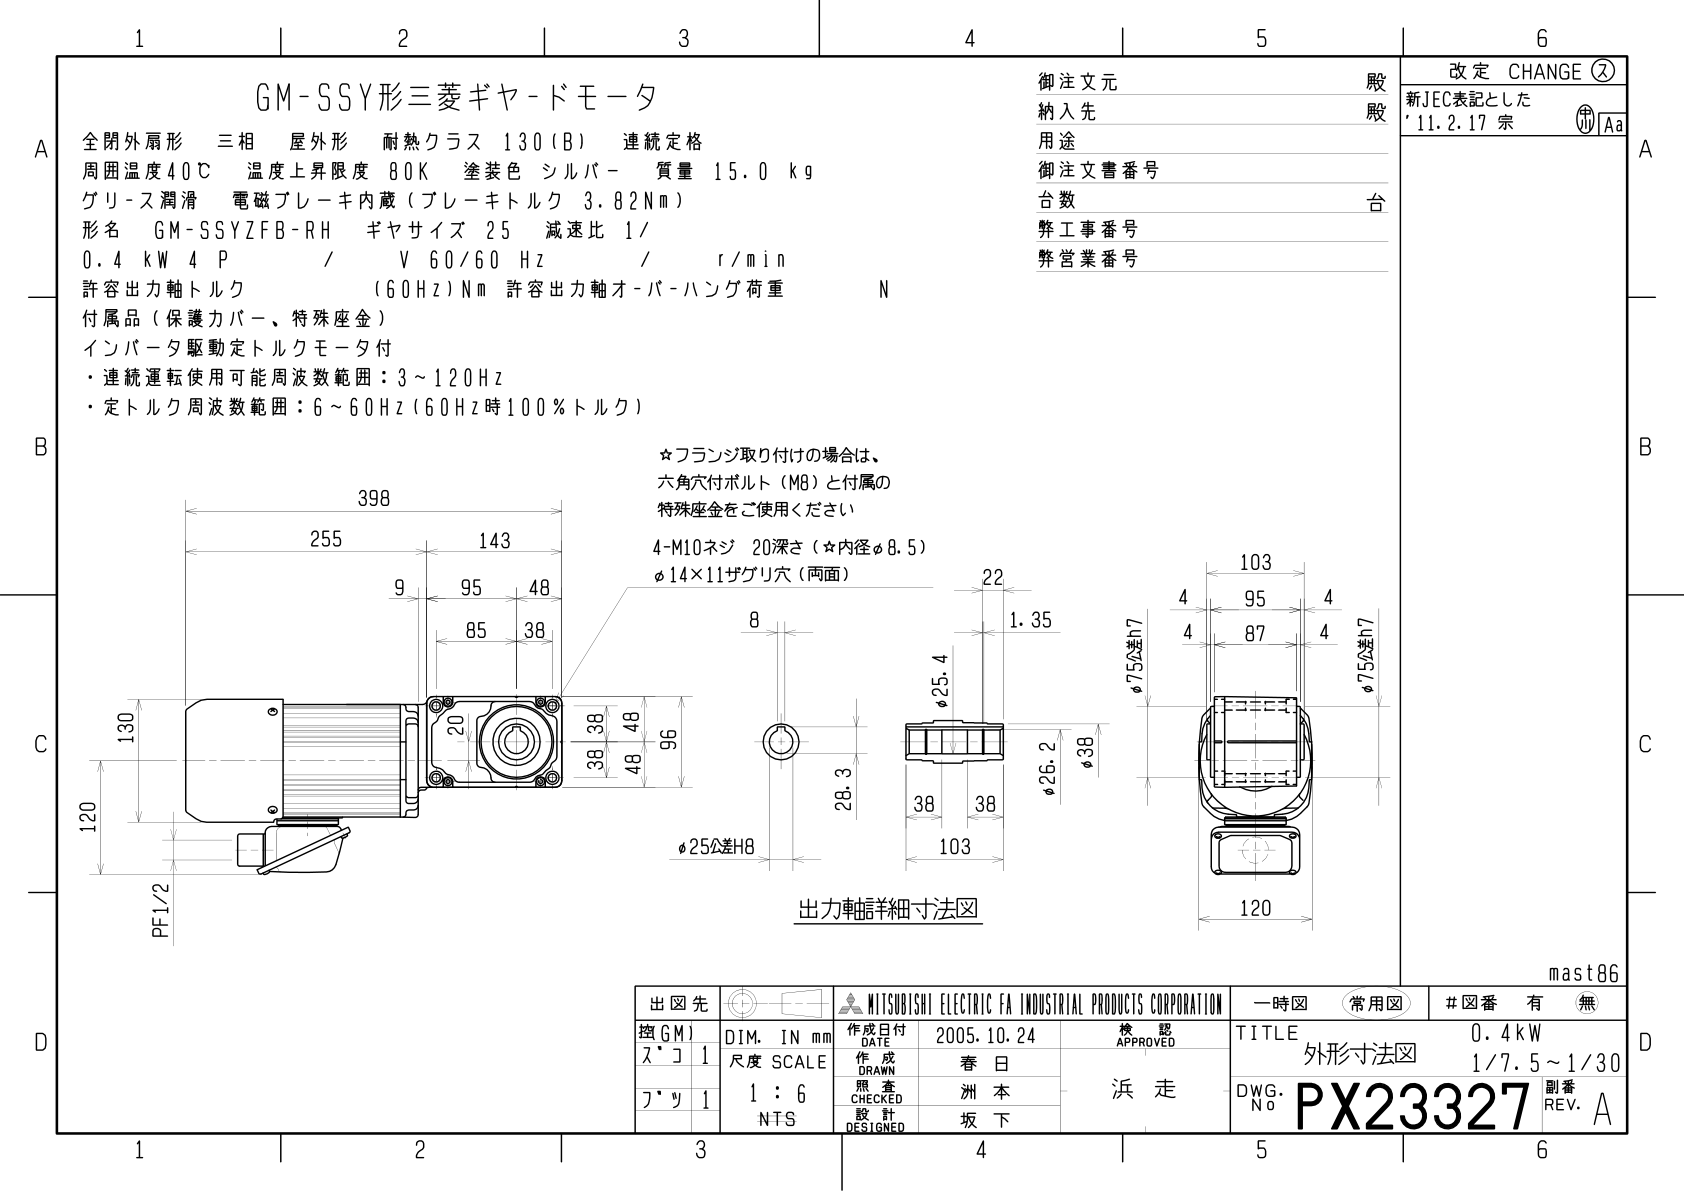 1 2 3 4 5 6
GM-SSY形三菱ギヤ-ドモータ
全閉外扇形 三相 屋外形 耐熱クラス 130(B) 連続定格
周囲温度40℃ 温度上昇限度 80K 塗装色 シルバー 質量 15.0 kg
グリ-ス潤滑 電磁ブレーキ内蔵(ブレーキトルク 3.82Nm)
形名 GM-SSYZFB-RH ギヤサイズ 25 減速比 1/
0.4 kW 4 P / V 60/60 Hz / r/min
許容出力軸トルク (60Hz)Nm 許容出力軸オ-バ-ハング荷重 N
付属品(保護カバー、特殊座金)
インバータ駆動定トルクモータ付
・連続運転使用可能周波数範囲:3~120Hz
・定トルク周波数範囲:6~60Hz(60Hz時100%トルク)
御注文元 殿
納入先 殿
用途
御注文書番号
台数 台
弊工事番号
弊営業番号
改定 CHANGE ス
新JEC表記とした
'11.2.17 宗
Aa
A
A
B
B
C
C
D
D
☆フランジ取り付けの場合は、
六角穴付ボルト(M8)と付属の
特殊座金をご使用ください
4-M10ネジ 20深さ(☆内径φ8.5)
φ14×11ザグリ穴(両面)
398
255 143
9 95 48
85 38
130
120
PF1/2
20
38
38
48
48
96
8
28.3
φ25公差H8
22
1.35
φ25.4
φ26.2
φ38
38 38
103
出力軸詳細寸法図
103
4 95 4
4 87 4
φ75公差h7
φ75公差h7
120
mast86
出図先
控(GM)
ズコ 1
ブツ 1
DIM. IN mm
尺度 SCALE
1 : 6
NTS
MITSUBISHI ELECTRIC FA INDUSTRIAL PRODUCTS CORPORATION
作成日付 DATE 2005.10.24
作 成 DRAWN 春 日
照 査 CHECKED 洲 本
設 計 DESIGNED 坂 下
検 認 APPROVED
浜 走
一時図 常用図 #図番 有 無
TITLE
外形寸法図
0.4kW
1/7.5~1/30
DWG. No PX23327
副番 REV. A
1 2 3 4 5 6